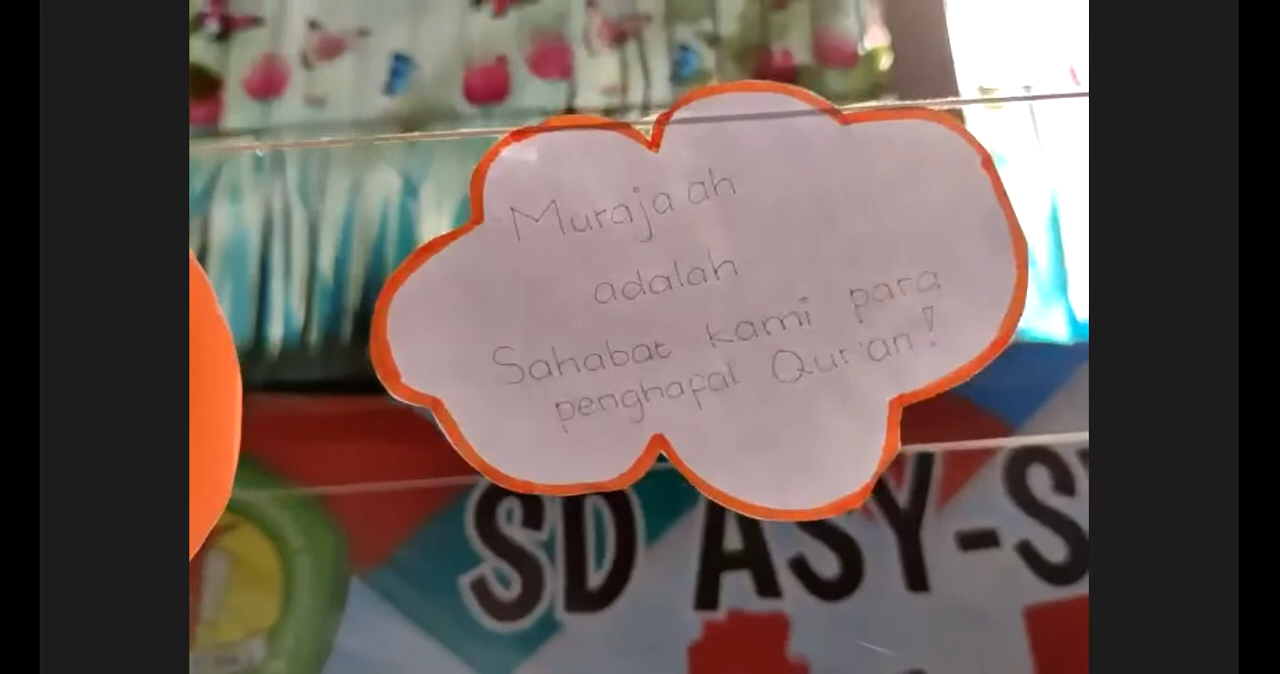 Muraja ah
adalah
Sahabat kami para
penghafal Qur'an!
SD ASY-S